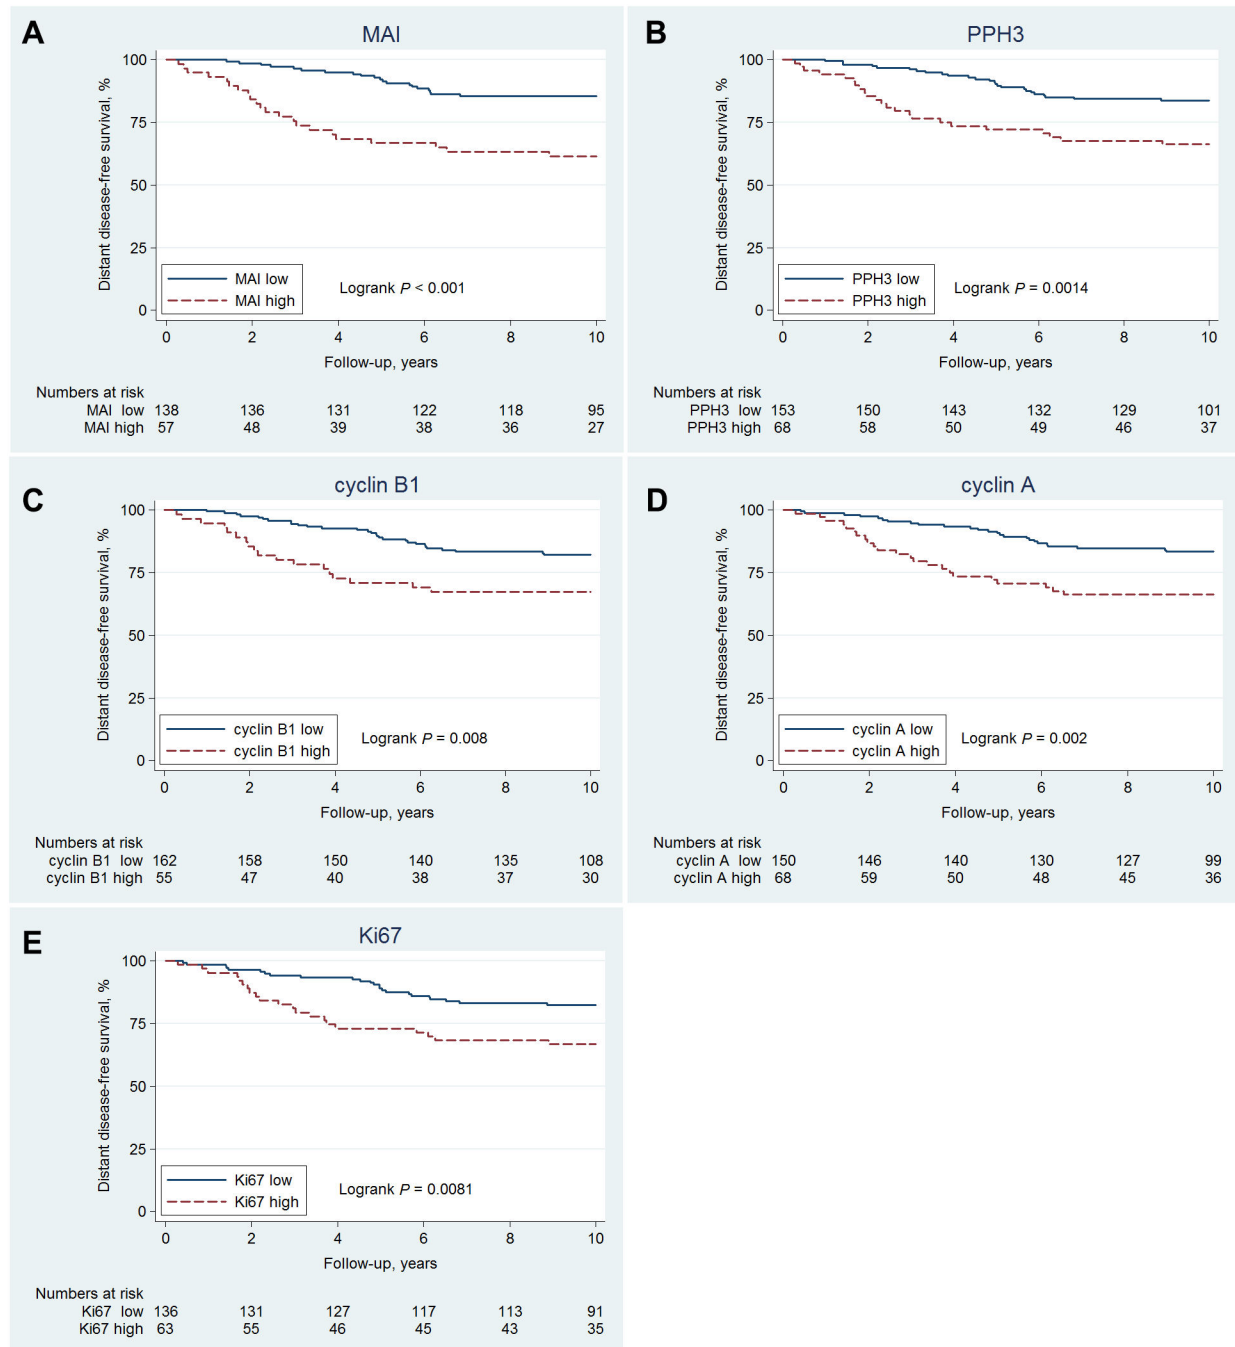 A
MAI
Distant disease-free survival, %
100
75
50
25
0
MAI low
MAI high
Logrank P < 0.001
0 2 4 6 8 10
Follow-up, years
Numbers at risk
MAI low 138 136 131 122 118 95
MAI high 57 48 39 38 36 27
B
PPH3
Distant disease-free survival, %
100
75
50
25
0
PPH3 low
PPH3 high
Logrank P = 0.0014
0 2 4 6 8 10
Follow-up, years
Numbers at risk
PPH3 low 153 150 143 132 129 101
PPH3 high 68 58 50 49 46 37
C
cyclin B1
Distant disease-free survival, %
100
75
50
25
0
cyclin B1 low
cyclin B1 high
Logrank P = 0.008
0 2 4 6 8 10
Follow-up, years
Numbers at risk
cyclin B1 low 162 158 150 140 135 108
cyclin B1 high 55 47 40 38 37 30
D
cyclin A
Distant disease-free survival, %
100
75
50
25
0
cyclin A low
cyclin A high
Logrank P = 0.002
0 2 4 6 8 10
Follow-up, years
Numbers at risk
cyclin A low 150 146 140 130 127 99
cyclin A high 68 59 50 48 45 36
E
Ki67
Distant disease-free survival, %
100
75
50
25
0
Ki67 low
Ki67 high
Logrank P = 0.0081
0 2 4 6 8 10
Follow-up, years
Numbers at risk
Ki67 low 136 131 127 117 113 91
Ki67 high 63 55 46 45 43 35